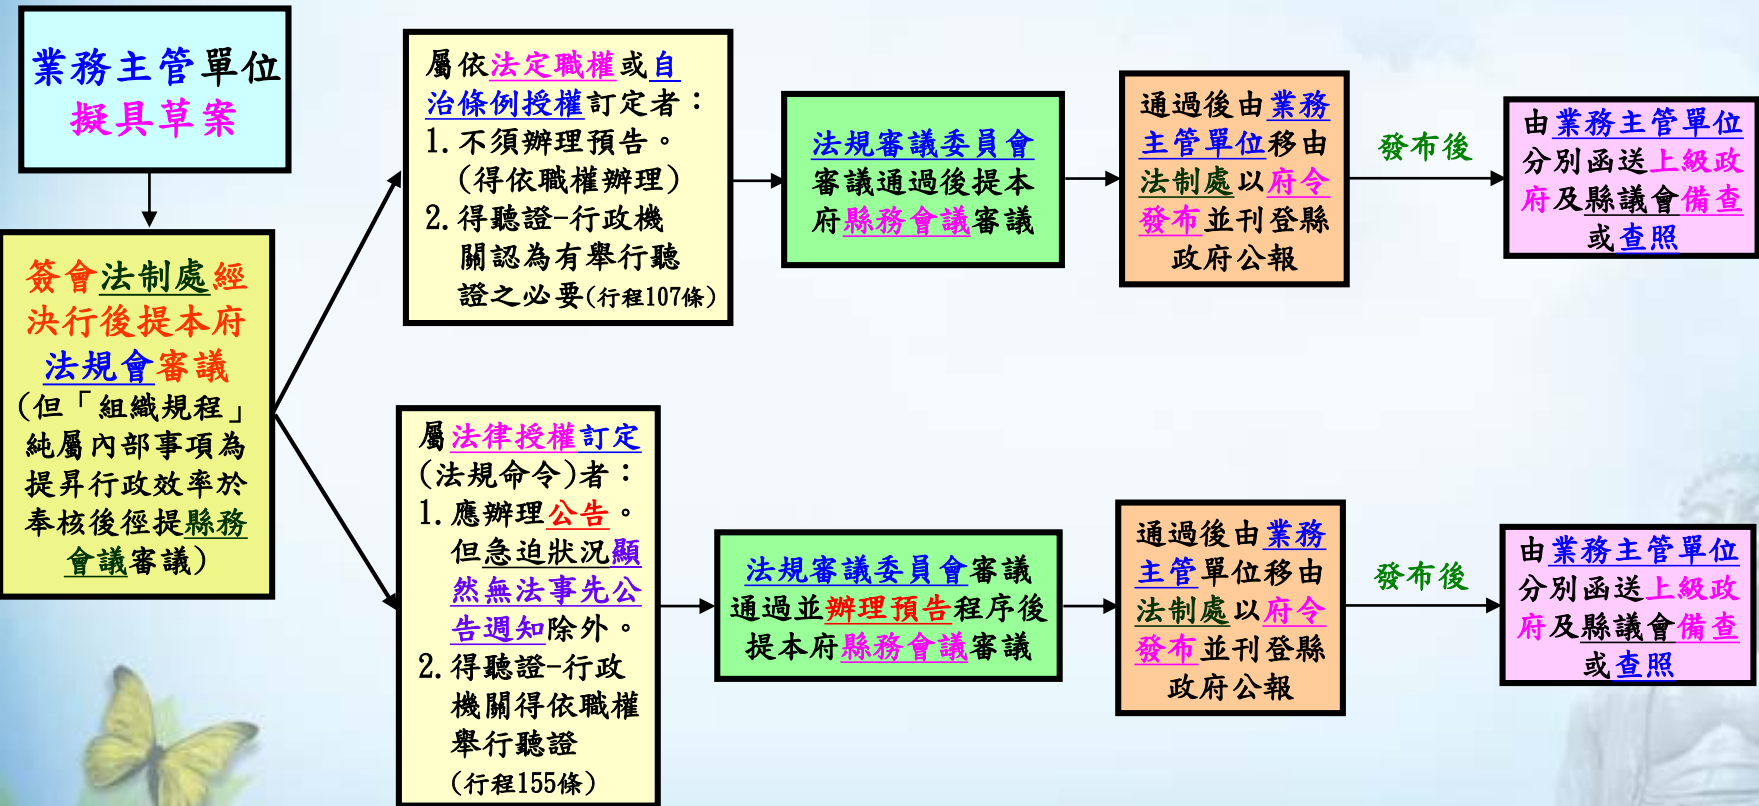 業務主管單位
擬具草案
簽會法制處經
決行後提本府
法規會審議
(但「組織規程」
純屬內部事項為
提昇行政效率於
奉核後徑提縣務
會議審議)
屬依法定職權或自
治條例授權訂定者：
1.不須辦理預告。
(得依職權辦理)
2.得聽證-行政機
關認為有舉行聽
證之必要(行程107條)
法規審議委員會
審議通過後提本
府縣務會議審議
通過後由業務
主管單位移由
法制處以府令
發布並刊登縣
政府公報
發布後
由業務主管單位
分別函送上級政
府及縣議會備查
或查照
屬法律授權訂定
(法規命令)者：
1.應辦理公告。
但急迫狀況顯
然無法事先公
告週知除外。
2.得聽證-行政
機關得依職權
舉行聽證
(行程155條)
法規審議委員會審議
通過並辦理預告程序後
提本府縣務會議審議
通過後由業務
主管單位移由
法制處以府令
發布並刊登縣
政府公報
發布後
由業務主管單位
分別函送上級政
府及縣議會備查
或查照